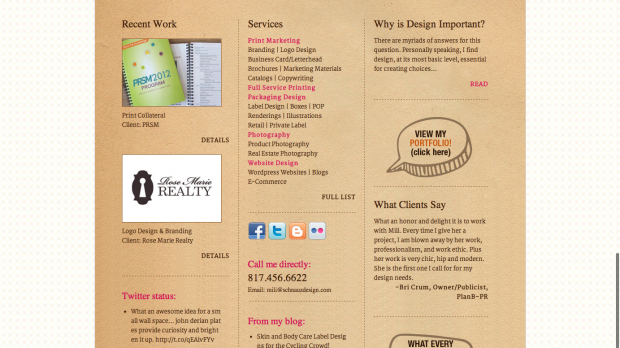 Recent Work
PRSM2012
PROGRAM
Print Collateral
Client: PRSM
DETAILS
Rose Marie
REALTY
Logo Design & Branding
Client: Rose Marie Realty
DETAILS
Twitter status:
• What an awesome idea for a sm
all wall space... john derian plat
es provide curiosity and bright
en it up. http://t.co/qEAIvFYv
Services
Print Marketing
Branding | Logo Design
Business Card/Letterhead
Brochures | Marketing Materials
Catalogs | Copywriting
Full Service Printing
Packaging Design
Label Design | Boxes | POP
Renderings | Illustrations
Retail | Private Label
Photography
Product Photography
Real Estate Photography
Website Design
Wordpress Websites | Blogs
E-Commerce
FULL LIST
Call me directly:
817.456.6622
Email: mili@schnauzdesign.com
From my blog:
• Skin and Body Care Label Desig
ns for the Cycling Crowd!
Why is Design Important?
There are myriads of answers for this
question. Personally speaking, I find
design, at its most basic level, essential
for creating choices...
READ
VIEW MY
PORTFOLIO!
(click here)
What Clients Say
What an honor and delight it is to work
with Mill. Every time I give her a
project, I am blown away by her work,
professionalism, and work ethic. Plus
her work is very chic, hip and modern.
She is the first one I call for for my
design needs.
~Bri Crum, Owner/Publicist,
PlanB-PR
WHAT EVERY